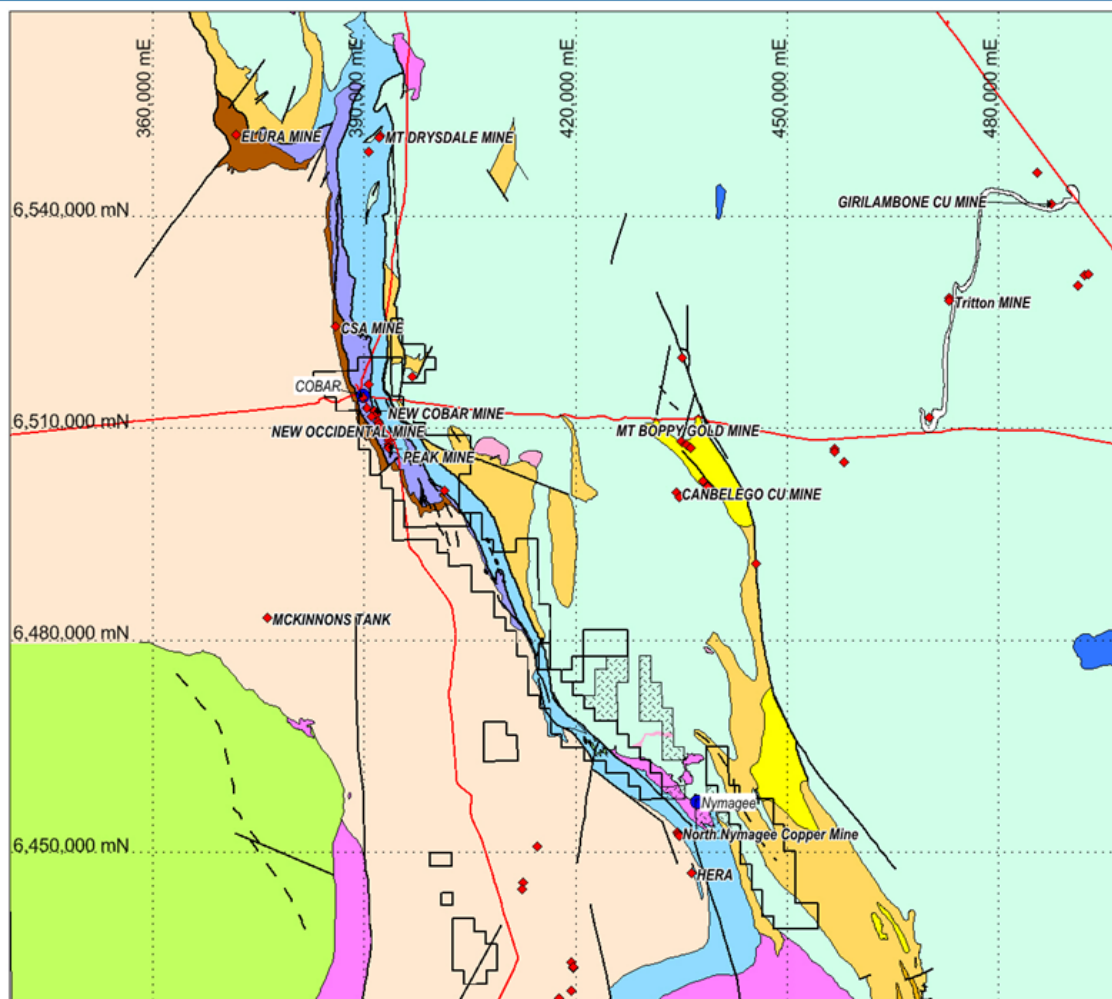 360,000 mE
390,000 mE
420,000 mE
450,000 mE
480,000 mE
ELURA MINE
MT DRYSDALE MINE
6,540,000 mN
GIRILAMBONE CU MINE
Tritton MINE
CSA MINE
COBAR
NEW COBAR MINE
6,510,000 mN
NEW OCCIDENTAL MINE
MT BOPPY GOLD MINE
PEAK MINE
CANBELEGO CU MINE
MCKINNONS TANK
6,480,000 mN
Nymagee
North Nymagee Copper Mine
6,450,000 mN
HERA